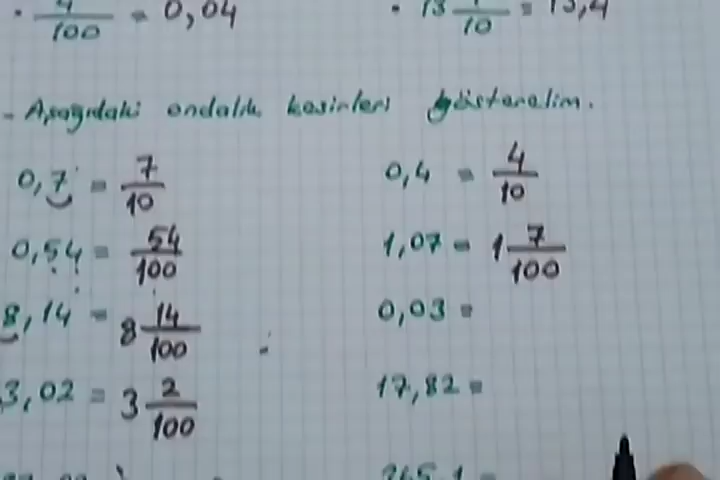 . 4/100 = 0,04
. 13 4/10 = 13,4
- Aşağıdaki ondalık kesirleri gösterelim.
0,7 = 7/10
0,4 = 4/10
0,54 = 54/100
1,07 = 1 7/100
8,14 = 8 14/100
0,03 =
3,02 = 3 2/100
17,82 =